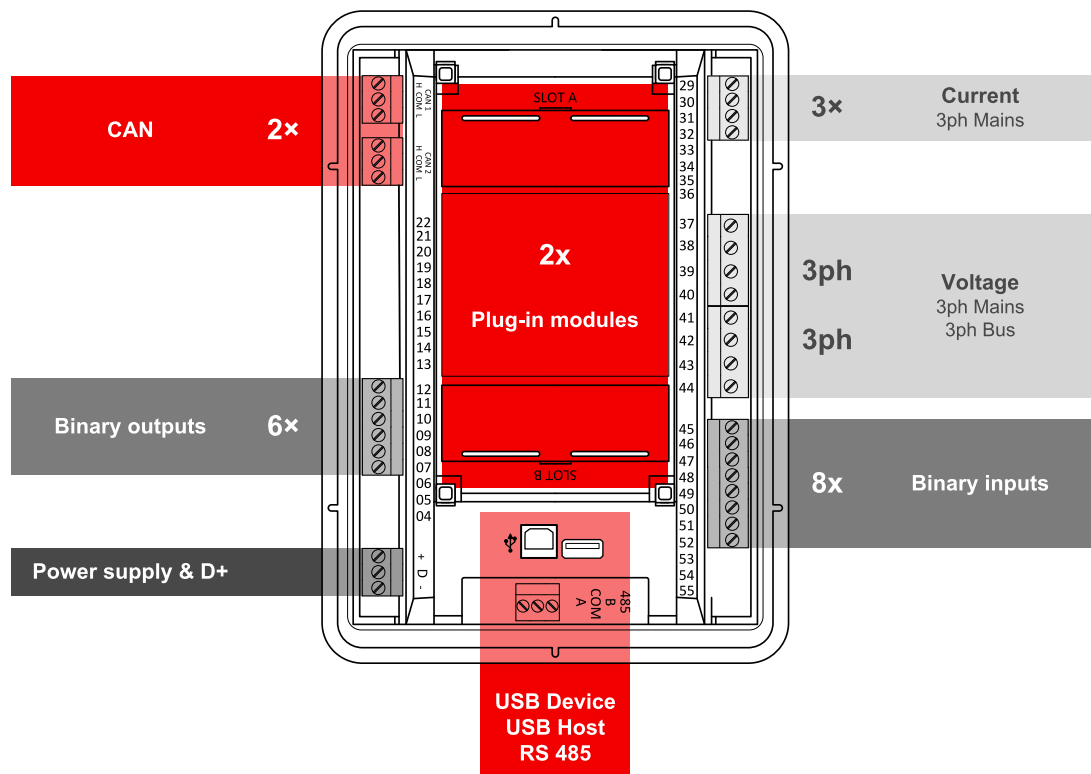 CAN 2×
CAN 1
H COM L
CAN 2
H COM L
22
21
20
19
18
17
16
15
14
13
12
11
10
09
08
07
06
05
04
+
D
-
Binary outputs 6×
Power supply & D+
SLOT A
2x
Plug-in modules
SLOT B
485
B
COM
A
USB Device
USB Host
RS 485
29
30
31
32
33
34
35
36
37
38
39
40
41
42
43
44
45
46
47
48
49
50
51
52
53
54
55
3× Current
3ph Mains
3ph
3ph
Voltage
3ph Mains
3ph Bus
8x Binary inputs